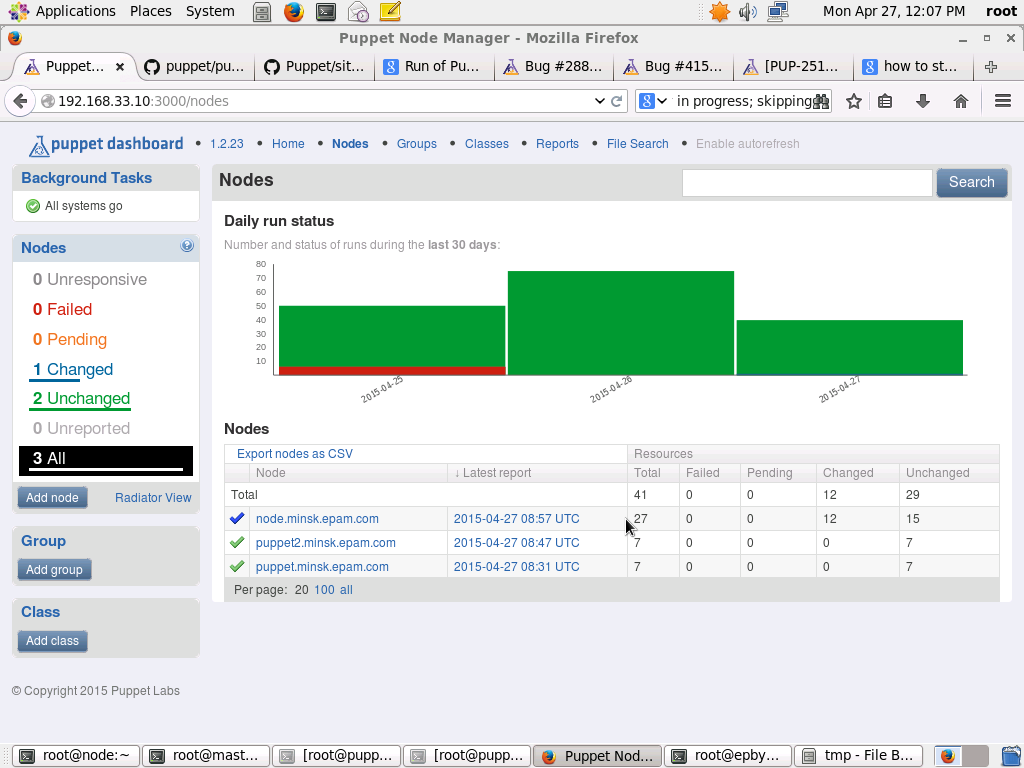 Applications Places System Mon Apr 27, 12:07 PM root
Puppet Node Manager - Mozilla Firefox
Puppet... puppet/pu... Puppet/sit... Run of Pu... Bug #288... Bug #415... [PUP-251... how to st...
192.168.33.10:3000/nodes in progress; skipping
puppet dashboard • 1.2.23 • Home • Nodes • Groups • Classes • Reports • File Search • Enable autorefresh
Background Tasks
All systems go
Nodes
0 Unresponsive
0 Failed
0 Pending
1 Changed
2 Unchanged
0 Unreported
3 All
Add node Radiator View
Group
Add group
Class
Add class
© Copyright 2015 Puppet Labs
Nodes Search
Daily run status
Number and status of runs during the last 30 days:
80
70
60
50
40
30
20
10
2015-04-25 2015-04-26 2015-04-27
Nodes
Export nodes as CSV Resources
Node ↓ Latest report Total Failed Pending Changed Unchanged
Total 41 0 0 12 29
node.minsk.epam.com 2015-04-27 08:57 UTC 27 0 0 12 15
puppet2.minsk.epam.com 2015-04-27 08:47 UTC 7 0 0 0 7
puppet.minsk.epam.com 2015-04-27 08:31 UTC 7 0 0 0 7
Per page: 20 100 all
root@node:~ root@mast... [root@pupp... [root@pupp... Puppet Nod... root@epby... tmp - File B...